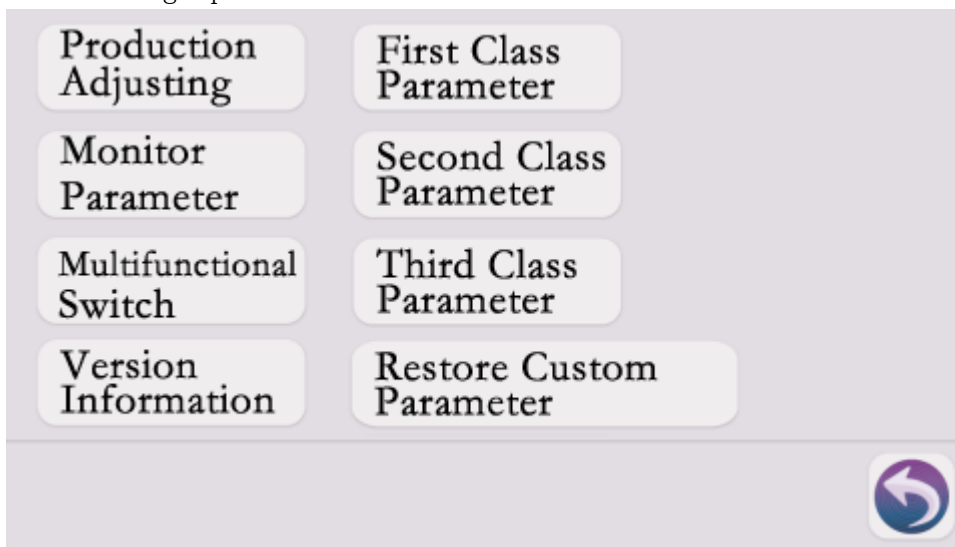 Production
Adjusting
First Class
Parameter
Monitor
Parameter
Second Class
Parameter
Multifunctional
Switch
Third Class
Parameter
Version
Information
Restore Custom
Parameter